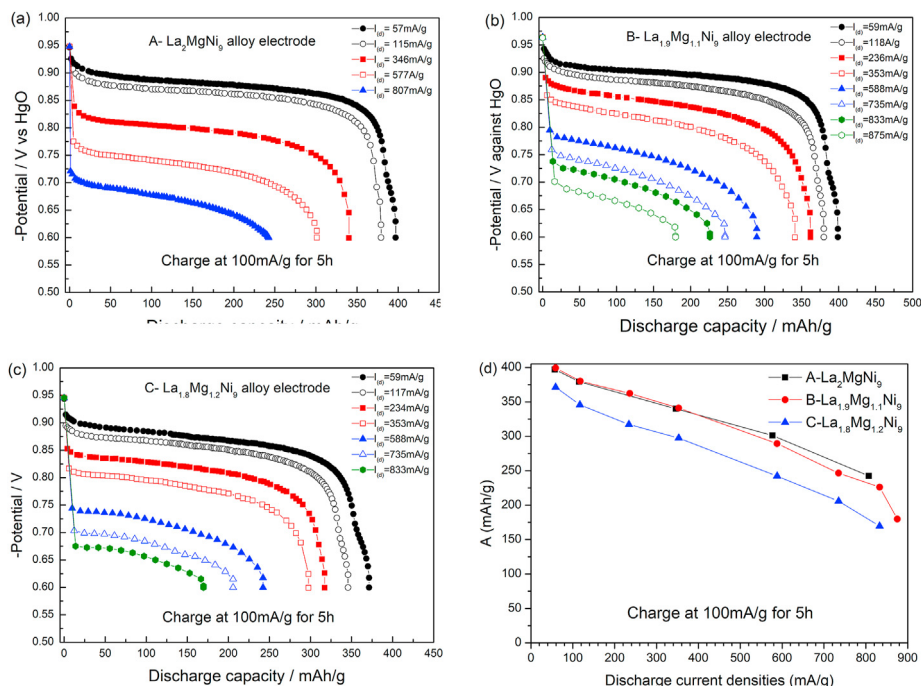 (a)
A- La2MgNi9 alloy electrode
I(d)= 57mA/g
I(d)= 115mA/g
I(d)= 346mA/g
I(d)= 577A/g
I(d)= 807mA/g
-Potential / V vs HgO
0.95
0.90
0.85
0.80
0.75
0.70
0.65
0.60
0.55
0.50
Charge at 100mA/g for 5h
0 50 100 150 200 250 300 350 400
Discharge capacity / mAh/g
(b)
B- La1.9Mg1.1Ni9 alloy electrode
I(d)=59mA/g
I(d)=118A/g
I(d)=236mA/g
I(d)=353mA/g
I(d)=588mA/g
I(d)=735mA/g
I(d)=833mA/g
I(d)=875mA/g
-Potential / V against HgO
1.00
0.95
0.90
0.85
0.80
0.75
0.70
0.65
0.60
0.55
0.50
Charge at 100mA/g for 5h
0 50 100 150 200 250 300 350 400 450 500
Discharge capacity / mAh/g
(c)
C- La1.8Mg1.2Ni9 alloy electrode
I(d)=59mA/g
I(d)=117mA/g
I(d)=234mA/g
I(d)=353mA/g
I(d)=588mA/g
I(d)=735mA/g
I(d)=833mA/g
-Potential / V
1.00
0.95
0.90
0.85
0.80
0.75
0.70
0.65
0.60
0.55
0.50
Charge at 100mA/g for 5h
0 50 100 150 200 250 300 350 400 450
Discharge capacity / mAh/g
(d)
A-La2MgNi9
B-La1.9Mg1.1Ni9
C-La1.8Mg1.2Ni9
A (mAh/g)
400
350
300
250
200
150
100
50
0
Charge at 100mA/g for 5h
0 100 200 300 400 500 600 700 800 900
Discharge current densities (mA/g)